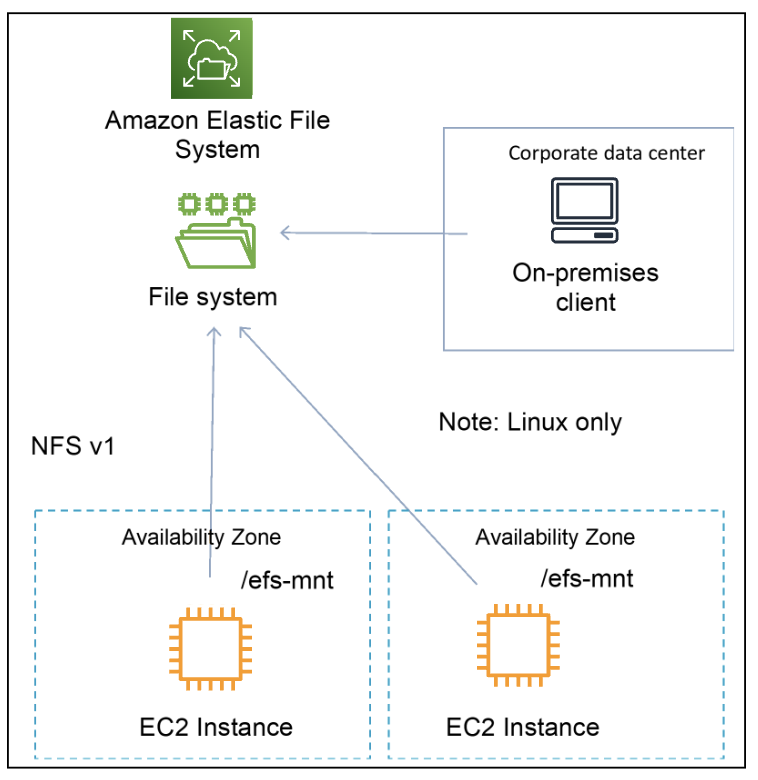 Amazon Elastic File
System
Corporate data center
On-premises
client
File system
Note: Linux only
NFS v1
Availability Zone
/efs-mnt
EC2 Instance
Availability Zone
/efs-mnt
EC2 Instance